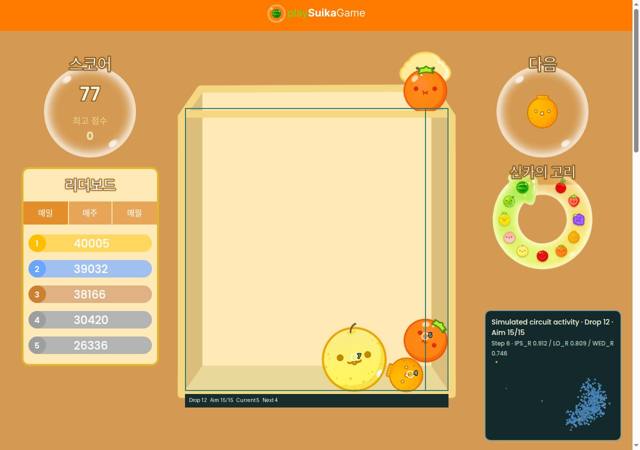 playSuikaGame
스코어
77
최고 점수
0
리더보드
매일 매주 매월
1 40005
2 39032
3 38166
4 30420
5 26336
다음
신카의 고리
Simulated circuit activity · Drop 12 ·
Aim 15/15
Step 6 · IPS_R 0.912 / LO_R 0.809 / WED_R
0.746
Drop 12 Aim 15/15 Current 5 Next 4